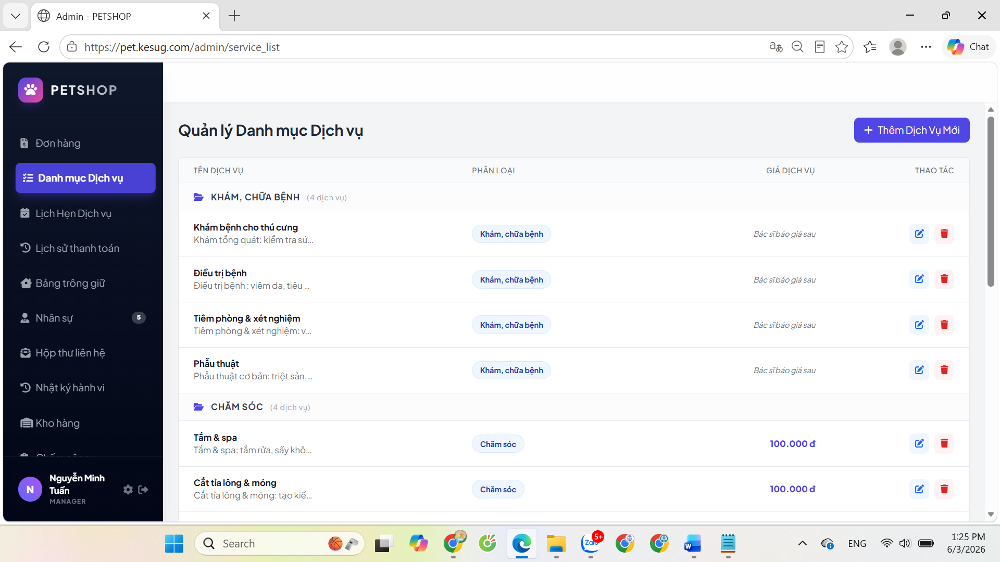 Admin - PETSHOP
https://pet.kesug.com/admin/service_list
Chat
PETSHOP
Đơn hàng
Danh mục Dịch vụ
Lịch Hẹn Dịch vụ
Lịch sử thanh toán
Bảng trông giữ
Nhân sự 5
Hộp thư liên hệ
Nhật ký hành vi
Kho hàng
N
Nguyễn Minh
Tuấn
MANAGER
Quản lý Danh mục Dịch vụ
Thêm Dịch Vụ Mới
TÊN DỊCH VỤ PHÂN LOẠI GIÁ DỊCH VỤ THAO TÁC
KHÁM, CHỮA BỆNH (4 dịch vụ)
Khám bệnh cho thú cưng
Khám tổng quát: kiểm tra sứ...
Khám, chữa bệnh
Bác sĩ báo giá sau
Điều trị bệnh
Điều trị bệnh : viêm da, tiêu ...
Khám, chữa bệnh
Bác sĩ báo giá sau
Tiêm phòng & xét nghiệm
Tiêm phòng & xét nghiệm: v...
Khám, chữa bệnh
Bác sĩ báo giá sau
Phẫu thuật
Phẫu thuật cơ bản: triệt sản,...
Khám, chữa bệnh
Bác sĩ báo giá sau
CHĂM SÓC (4 dịch vụ)
Tắm & spa
Tắm & spa: tắm rửa, sấy khô...
Chăm sóc
100.000 đ
Cắt tỉa lông & móng
Cắt tỉa lông & móng: tạo kiể...
Chăm sóc
100.000 đ
Search
Zalo
5+
ENG
1:25 PM
6/3/2026